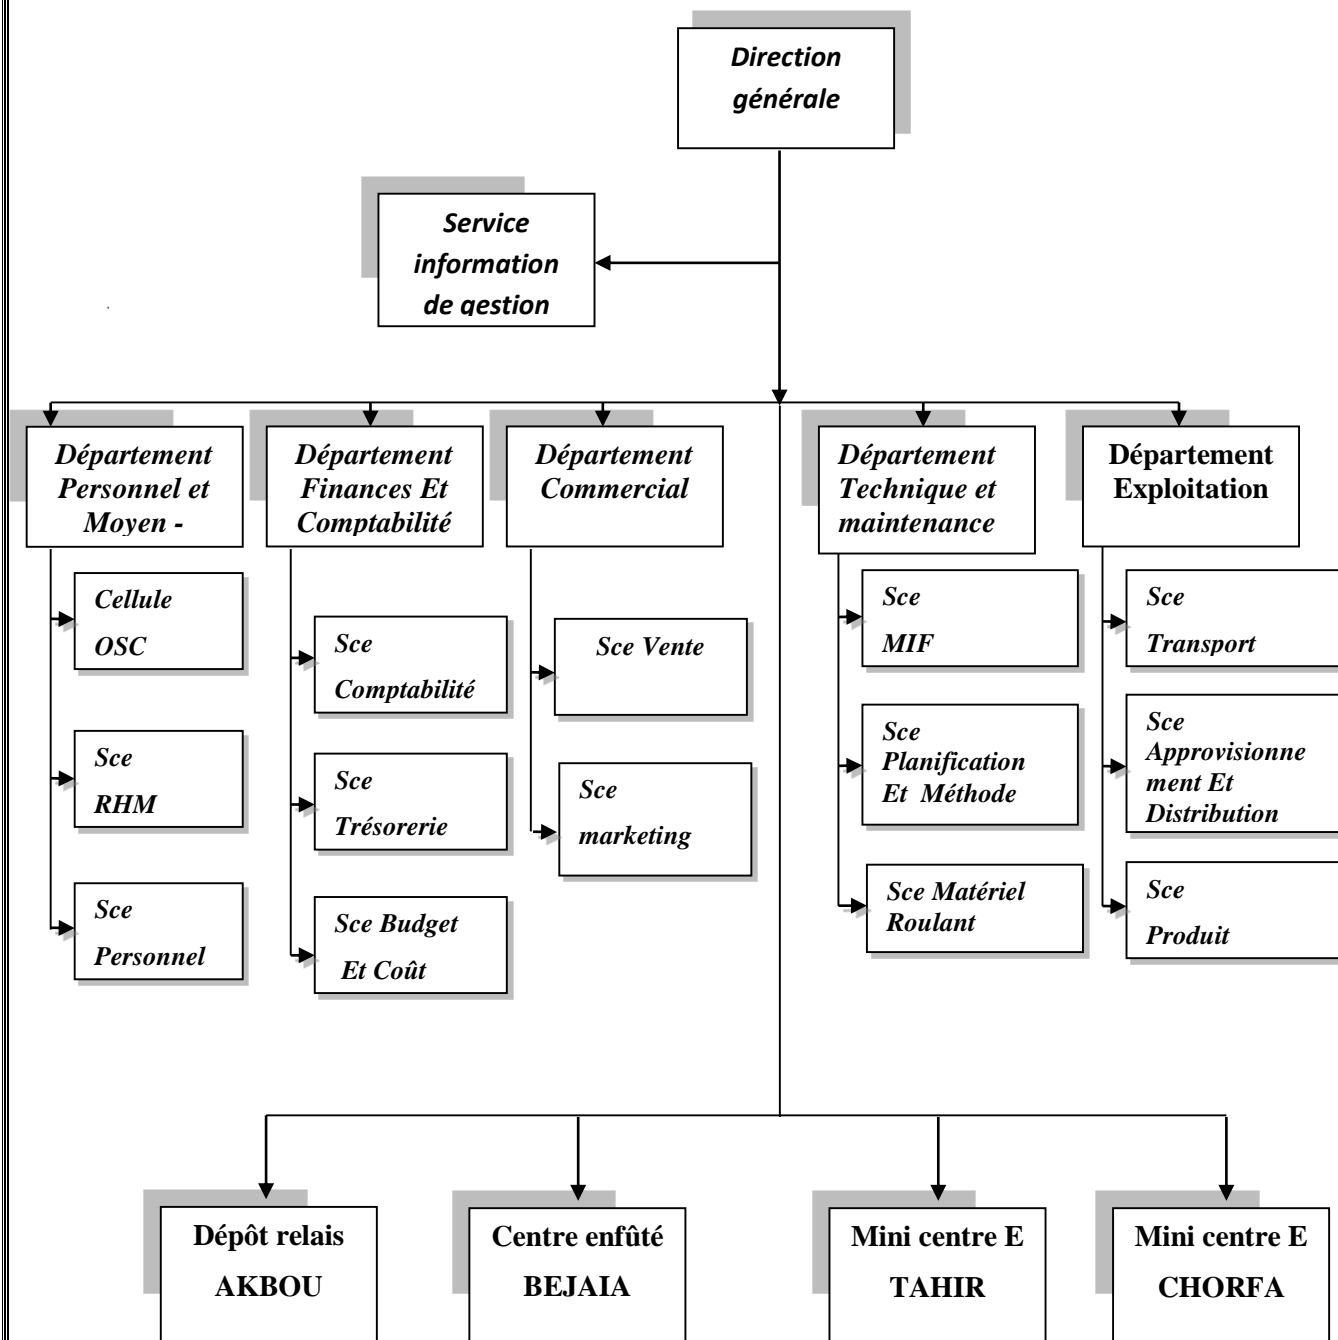 Direction
générale
Service
information
de gestion
Département
Personnel et
Moyen -
Département
Finances Et
Comptabilité
Département
Commercial
Département
Technique et
maintenance
Département
Exploitation
Cellule
OSC
Sce
RHM
Sce
Personnel
Sce
Comptabilité
Sce
Trésorerie
Sce Budget
Et Coût
Sce Vente
Sce
marketing
Sce
MIF
Sce
Planification
Et Méthode
Sce Matériel
Roulant
Sce
Transport
Sce
Approvisionne
ment Et
Distribution
Sce
Produit
Dépôt relais
AKBOU
Centre enfûté
BEJAIA
Mini centre E
TAHIR
Mini centre E
CHORFA